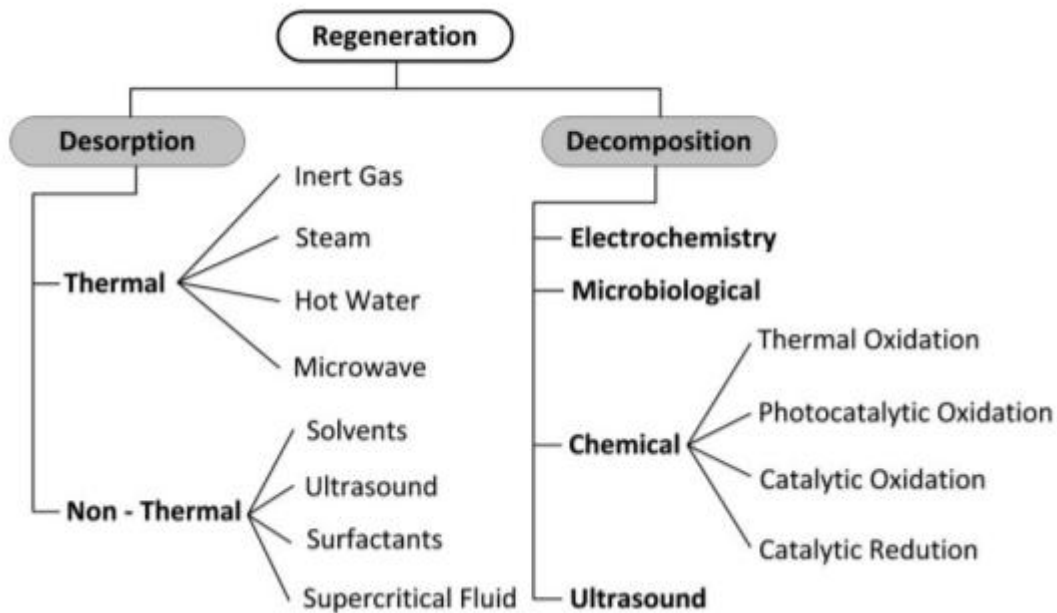 Regeneration
Desorption
Thermal
Inert Gas
Steam
Hot Water
Microwave
Non - Thermal
Solvents
Ultrasound
Surfactants
Supercritical Fluid
Decomposition
Electrochemistry
Microbiological
Chemical
Thermal Oxidation
Photocatalytic Oxidation
Catalytic Oxidation
Catalytic Redution
Ultrasound